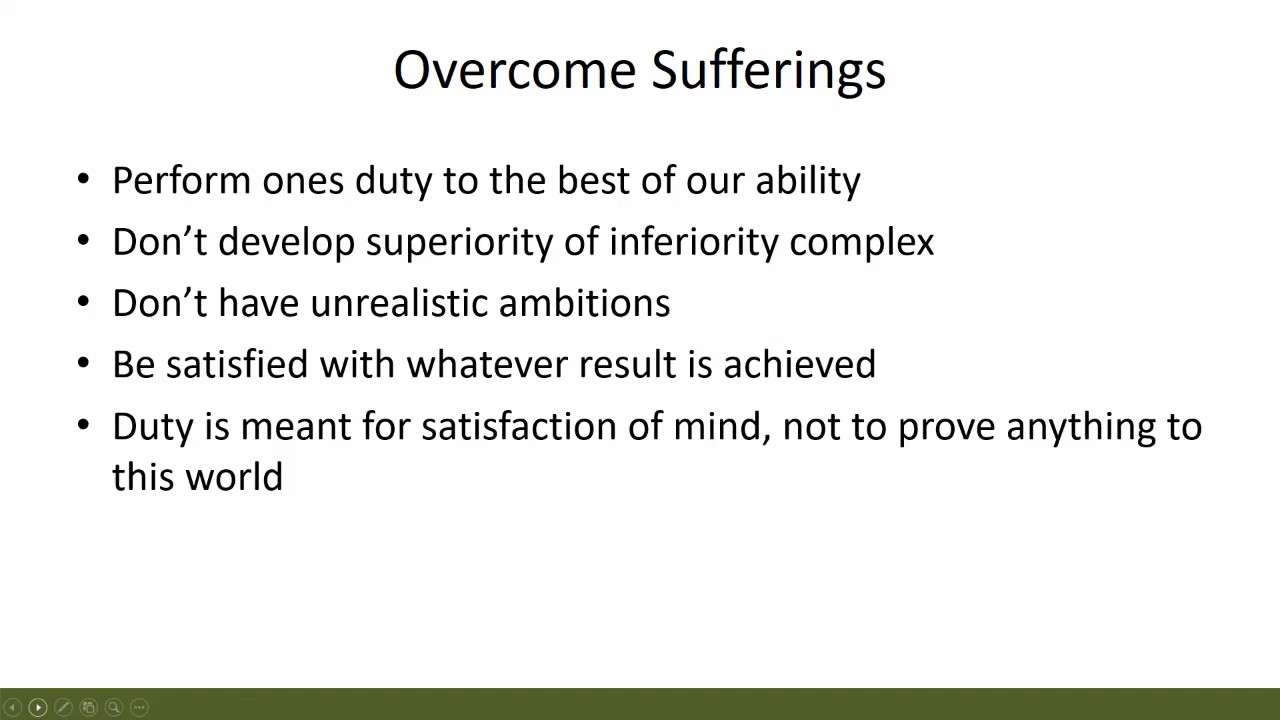 Overcome Sufferings
• Perform ones duty to the best of our ability
• Don’t develop superiority of inferiority complex
• Don’t have unrealistic ambitions
• Be satisfied with whatever result is achieved
• Duty is meant for satisfaction of mind, not to prove anything to
this world